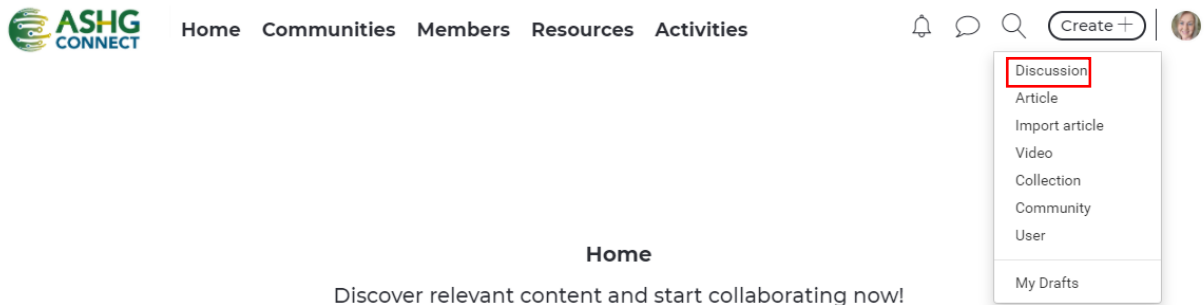 ASHG
CONNECT
Home Communities Members Resources Activities
Create +
Discussion
Article
Import article
Video
Collection
Community
User
My Drafts
Home
Discover relevant content and start collaborating now!